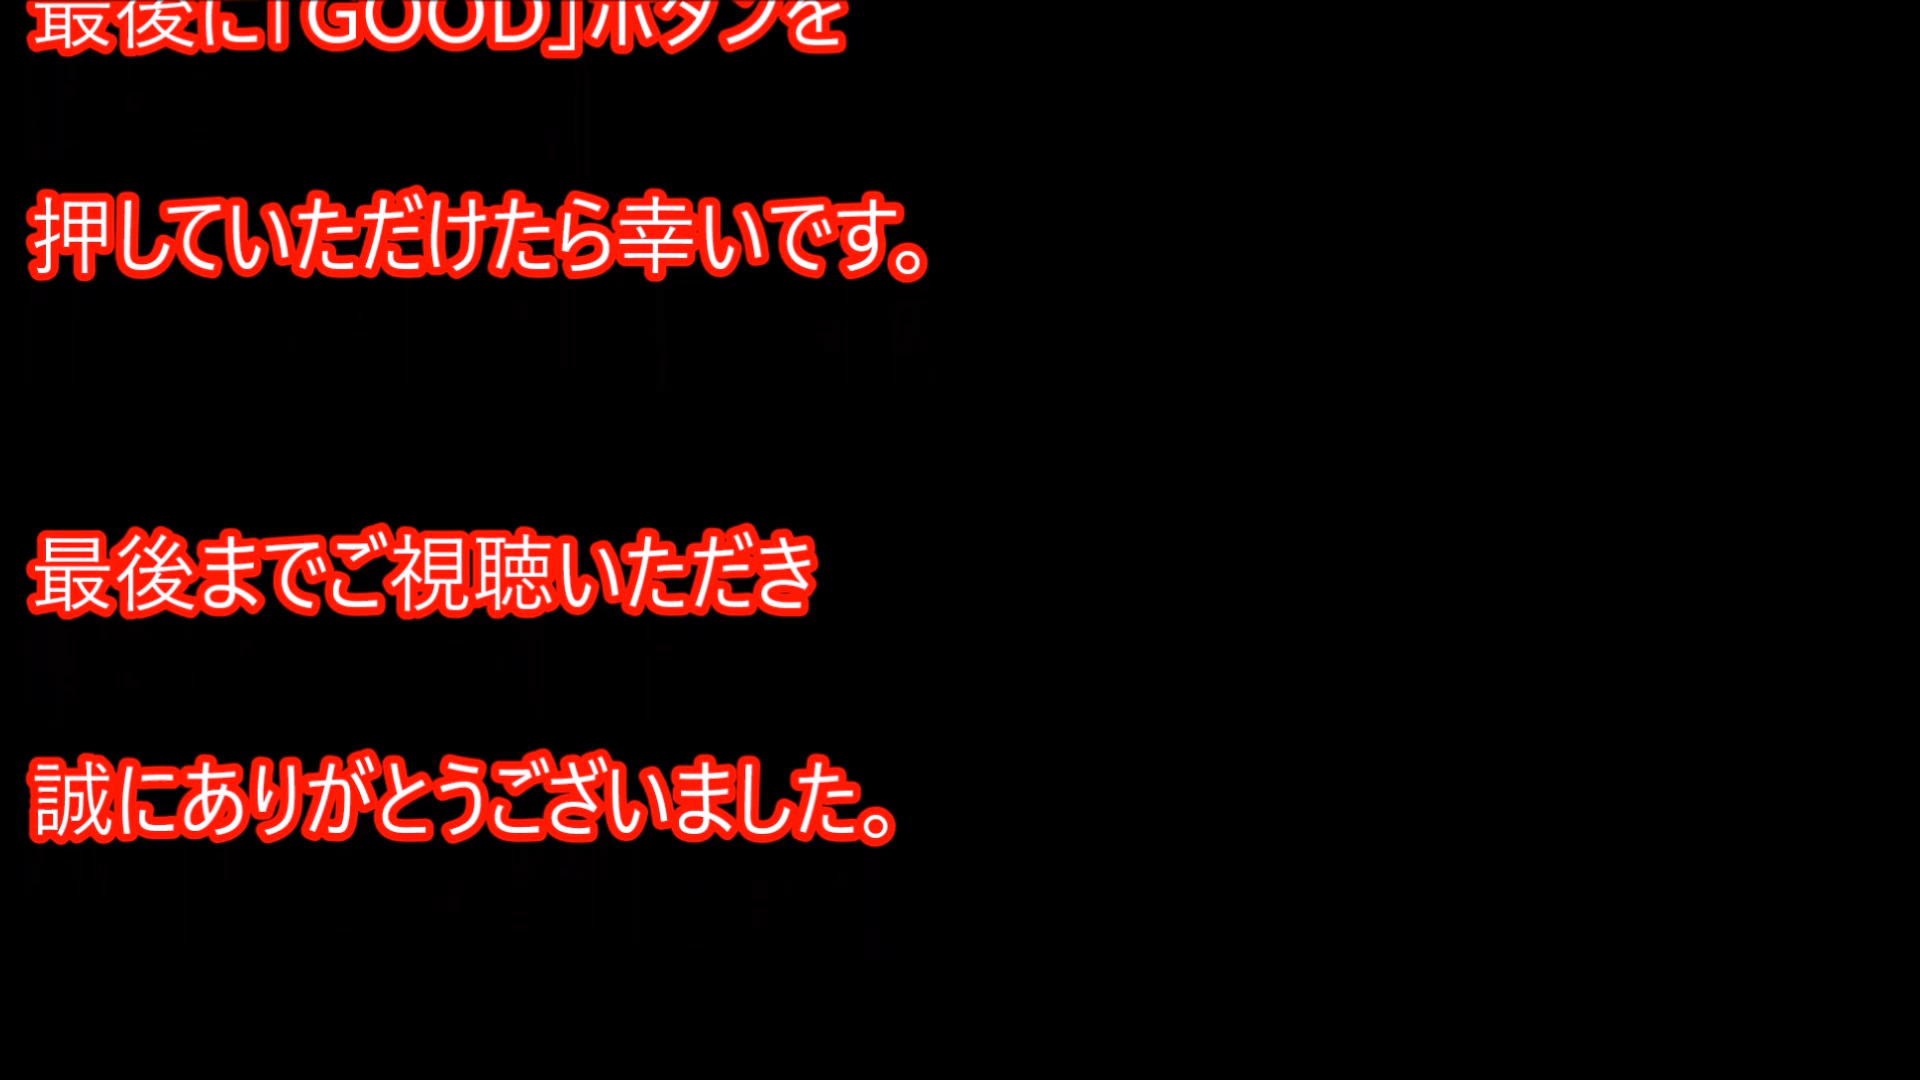 最後に「GOOD」ボタンを
押していただけたら幸いです。
最後までご視聴いただき
誠にありがとうございました。